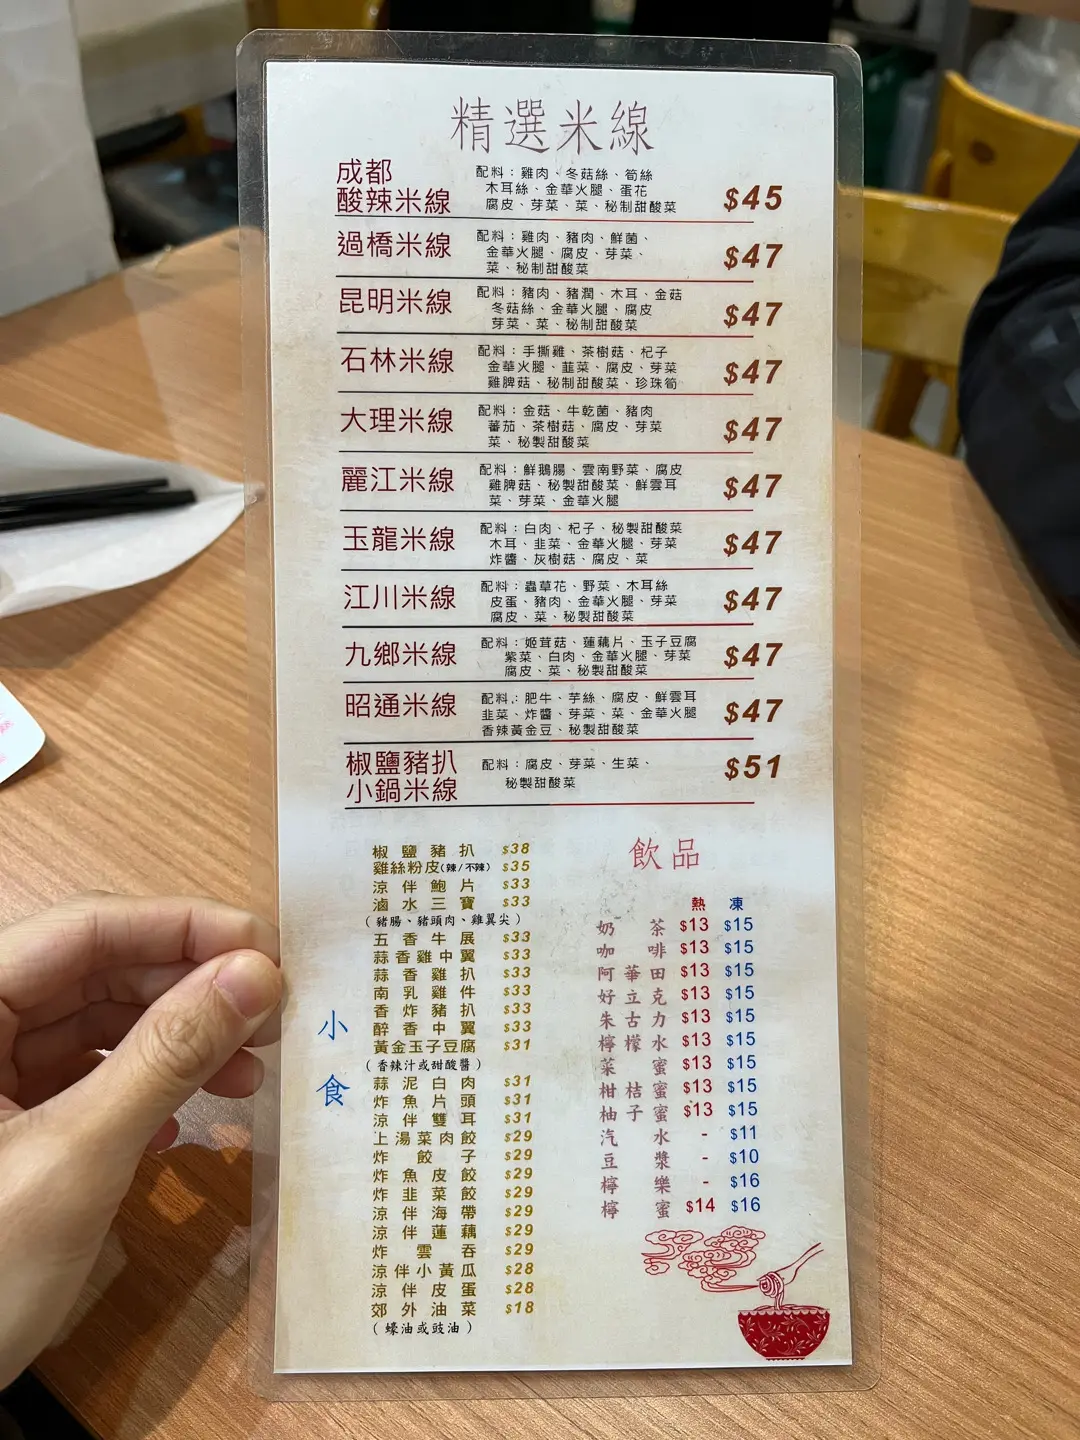 精選米線
成都
酸辣米線
配料：雞肉、冬菇絲、筍絲
木耳絲、金華火腿、蛋花
腐皮、芽菜、菜、秘制甜酸菜
$45
過橋米線
配料：雞肉、豬肉、鮮菌、
金華火腿、腐皮、芽菜、
菜、秘制甜酸菜
$47
昆明米線
配料：豬肉、豬潤、木耳、金菇
冬菇絲、金華火腿、腐皮
芽菜、菜、秘制甜酸菜
$47
石林米線
配料：手撕雞、茶樹菇、杞子
金華火腿、韮菜、腐皮、芽菜
雞脾菇、秘制甜酸菜、珍珠筍
$47
大理米線
配料：金菇、牛乾菌、豬肉
蕃茄、茶樹菇、腐皮、芽菜
菜、秘製甜酸菜
$47
麗江米線
配料：鮮鵝腸、雲南野菜、腐皮
雞脾菇、秘製甜酸菜、鮮雲耳
菜、芽菜、金華火腿
$47
玉龍米線
配料：白肉、杞子、秘製甜酸菜
木耳、韭菜、金華火腿、芽菜
炸醬、灰樹菇、腐皮、菜
$47
江川米線
配料：蟲草花、野菜、木耳絲
皮蛋、豬肉、金華火腿、芽菜
腐皮、菜、秘製甜酸菜
$47
九鄉米線
配料：姬茸菇、蓮藕片、玉子豆腐
紫菜、白肉、金華火腿、芽菜
腐皮、菜、秘製甜酸菜
$47
昭通米線
配料：肥牛、芋絲、腐皮、鮮雲耳
韭菜、炸醬、芽菜、菜、金華火腿
香辣黃金豆、秘製甜酸菜
$47
椒鹽豬扒
小鍋米線
配料：腐皮、芽菜、生菜、
秘製甜酸菜
$51
小食
椒鹽豬扒 $38
雞絲粉皮(辣/不辣) $35
涼伴鮑片 $33
滷水三寶 $33
(豬腸、豬頭肉、雞翼尖)
五香牛展 $33
蒜香雞中翼 $33
蒜香雞扒 $33
南乳雞件 $33
香炸豬扒 $33
醉香中翼 $33
黃金玉子豆腐 $31
(香辣汁或甜酸醬)
蒜泥白肉 $31
炸魚片頭 $31
涼伴雙耳 $31
上湯菜肉餃 $29
炸餃子 $29
炸魚皮餃 $29
炸韭菜餃 $29
涼伴海帶 $29
涼伴蓮藕 $29
炸雲吞 $29
涼伴小黃瓜 $28
涼伴皮蛋 $28
郊外油菜 $18
(蠔油或豉油)
飲品
熱 凍
奶茶 $13 $15
咖啡 $13 $15
阿華田 $13 $15
好立克 $13 $15
朱古力 $13 $15
檸檬水 $13 $15
菜蜜 $13 $15
柑桔蜜 $13 $15
柚子蜜 $13 $15
汽水 - $11
豆漿 - $10
檸樂 - $16
檸蜜 $14 $16